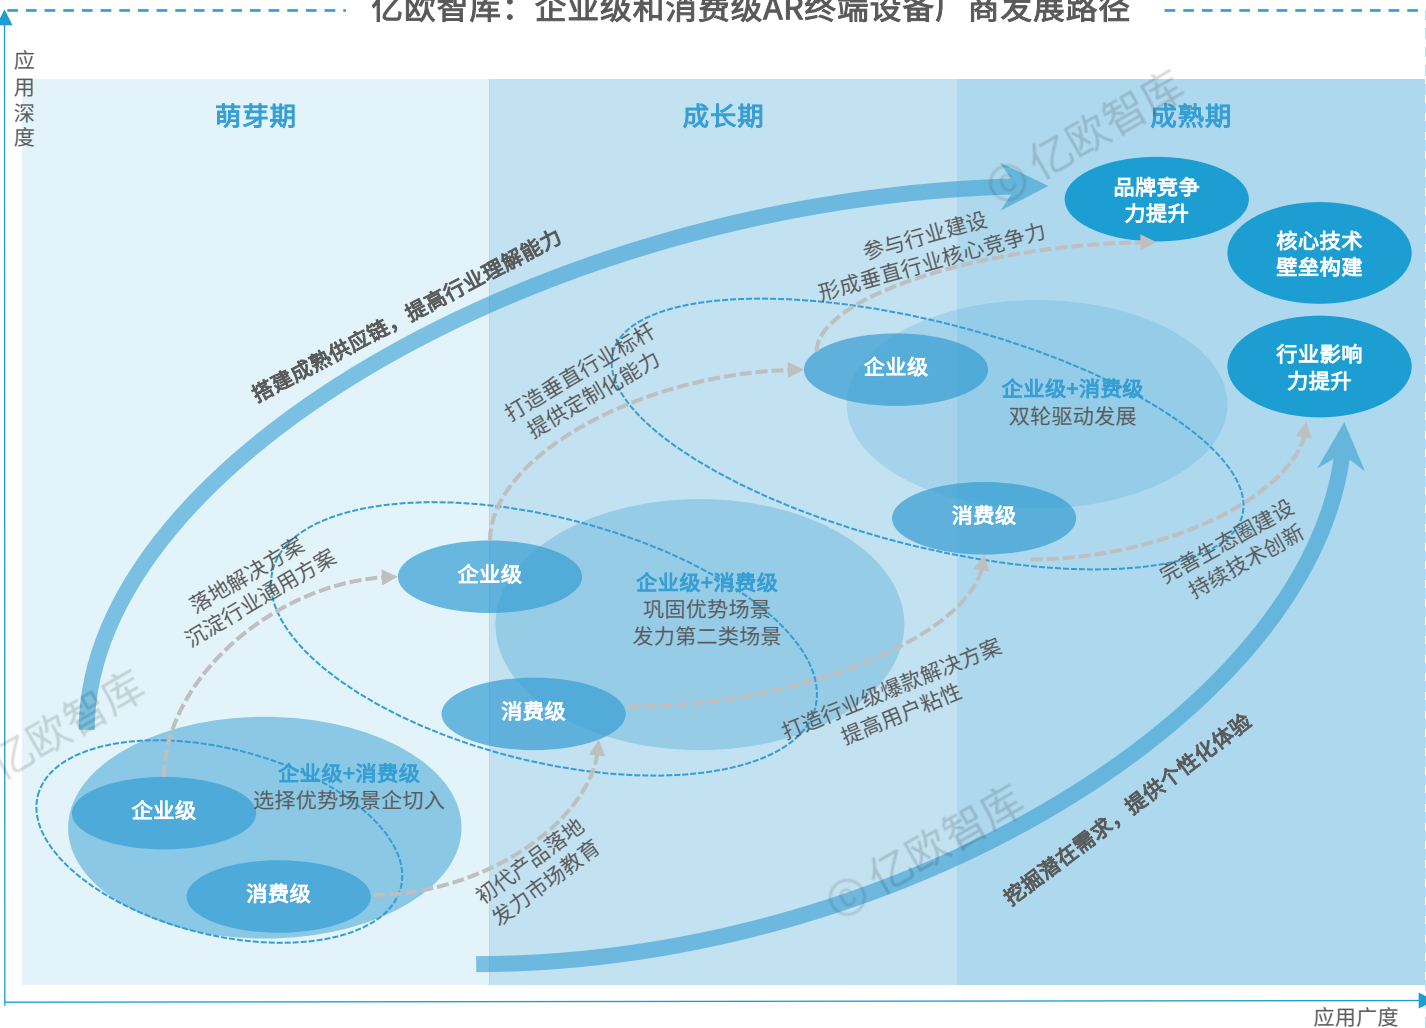 亿欧智库：企业级和消费级AR终端设备厂商发展路径
应用深度
萌芽期
成长期
成熟期
品牌竞争
力提升
核心技术
壁垒构建
行业影响
力提升
搭建成熟供应链，提高行业理解能力
参与行业建设
形成垂直行业核心竞争力
打造垂直行业标杆
提供定制化能力
企业级
企业级+消费级
双轮驱动发展
消费级
完善生态圈建设
持续技术创新
落地解决方案
沉淀行业通用方案
企业级
企业级+消费级
巩固优势场景
发力第二类场景
消费级
打造行业级爆款解决方案
提高用户粘性
企业级+消费级
选择优势场景企切入
企业级
消费级
初代产品落地
发力市场教育
挖掘潜在需求，提供个性化体验
应用广度
© 亿欧智库
亿欧智库
© 亿欧智库